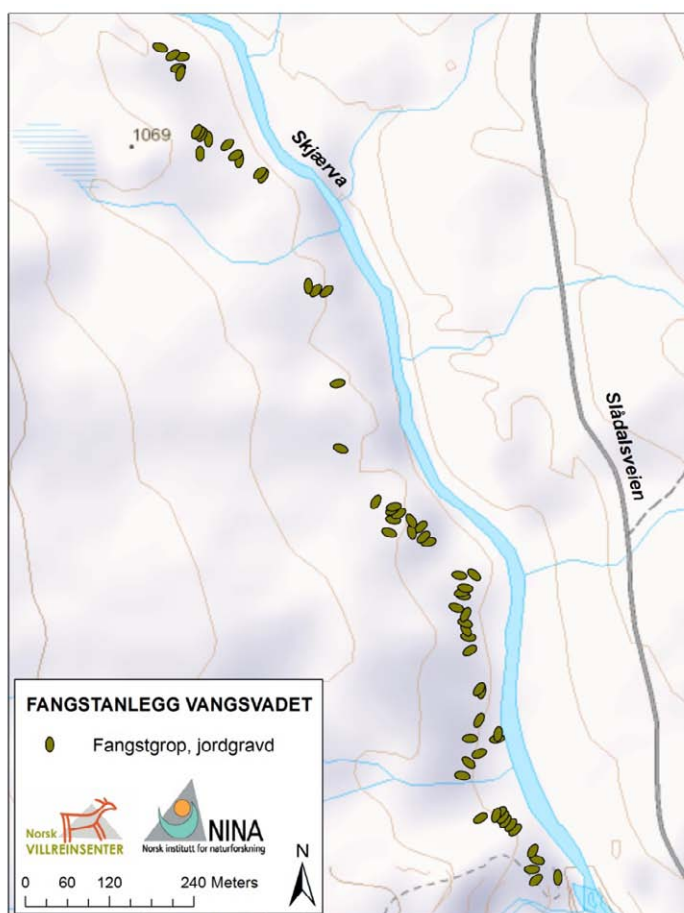 1069
Skjærva
Slådalsveien
FANGSTANLEGG VANGSVADET
Fangstgrop, jordgravd
Norsk
VILLREINSENTER
NINA
Norsk institutt for naturforskning
N
0 60 120 240 Meters